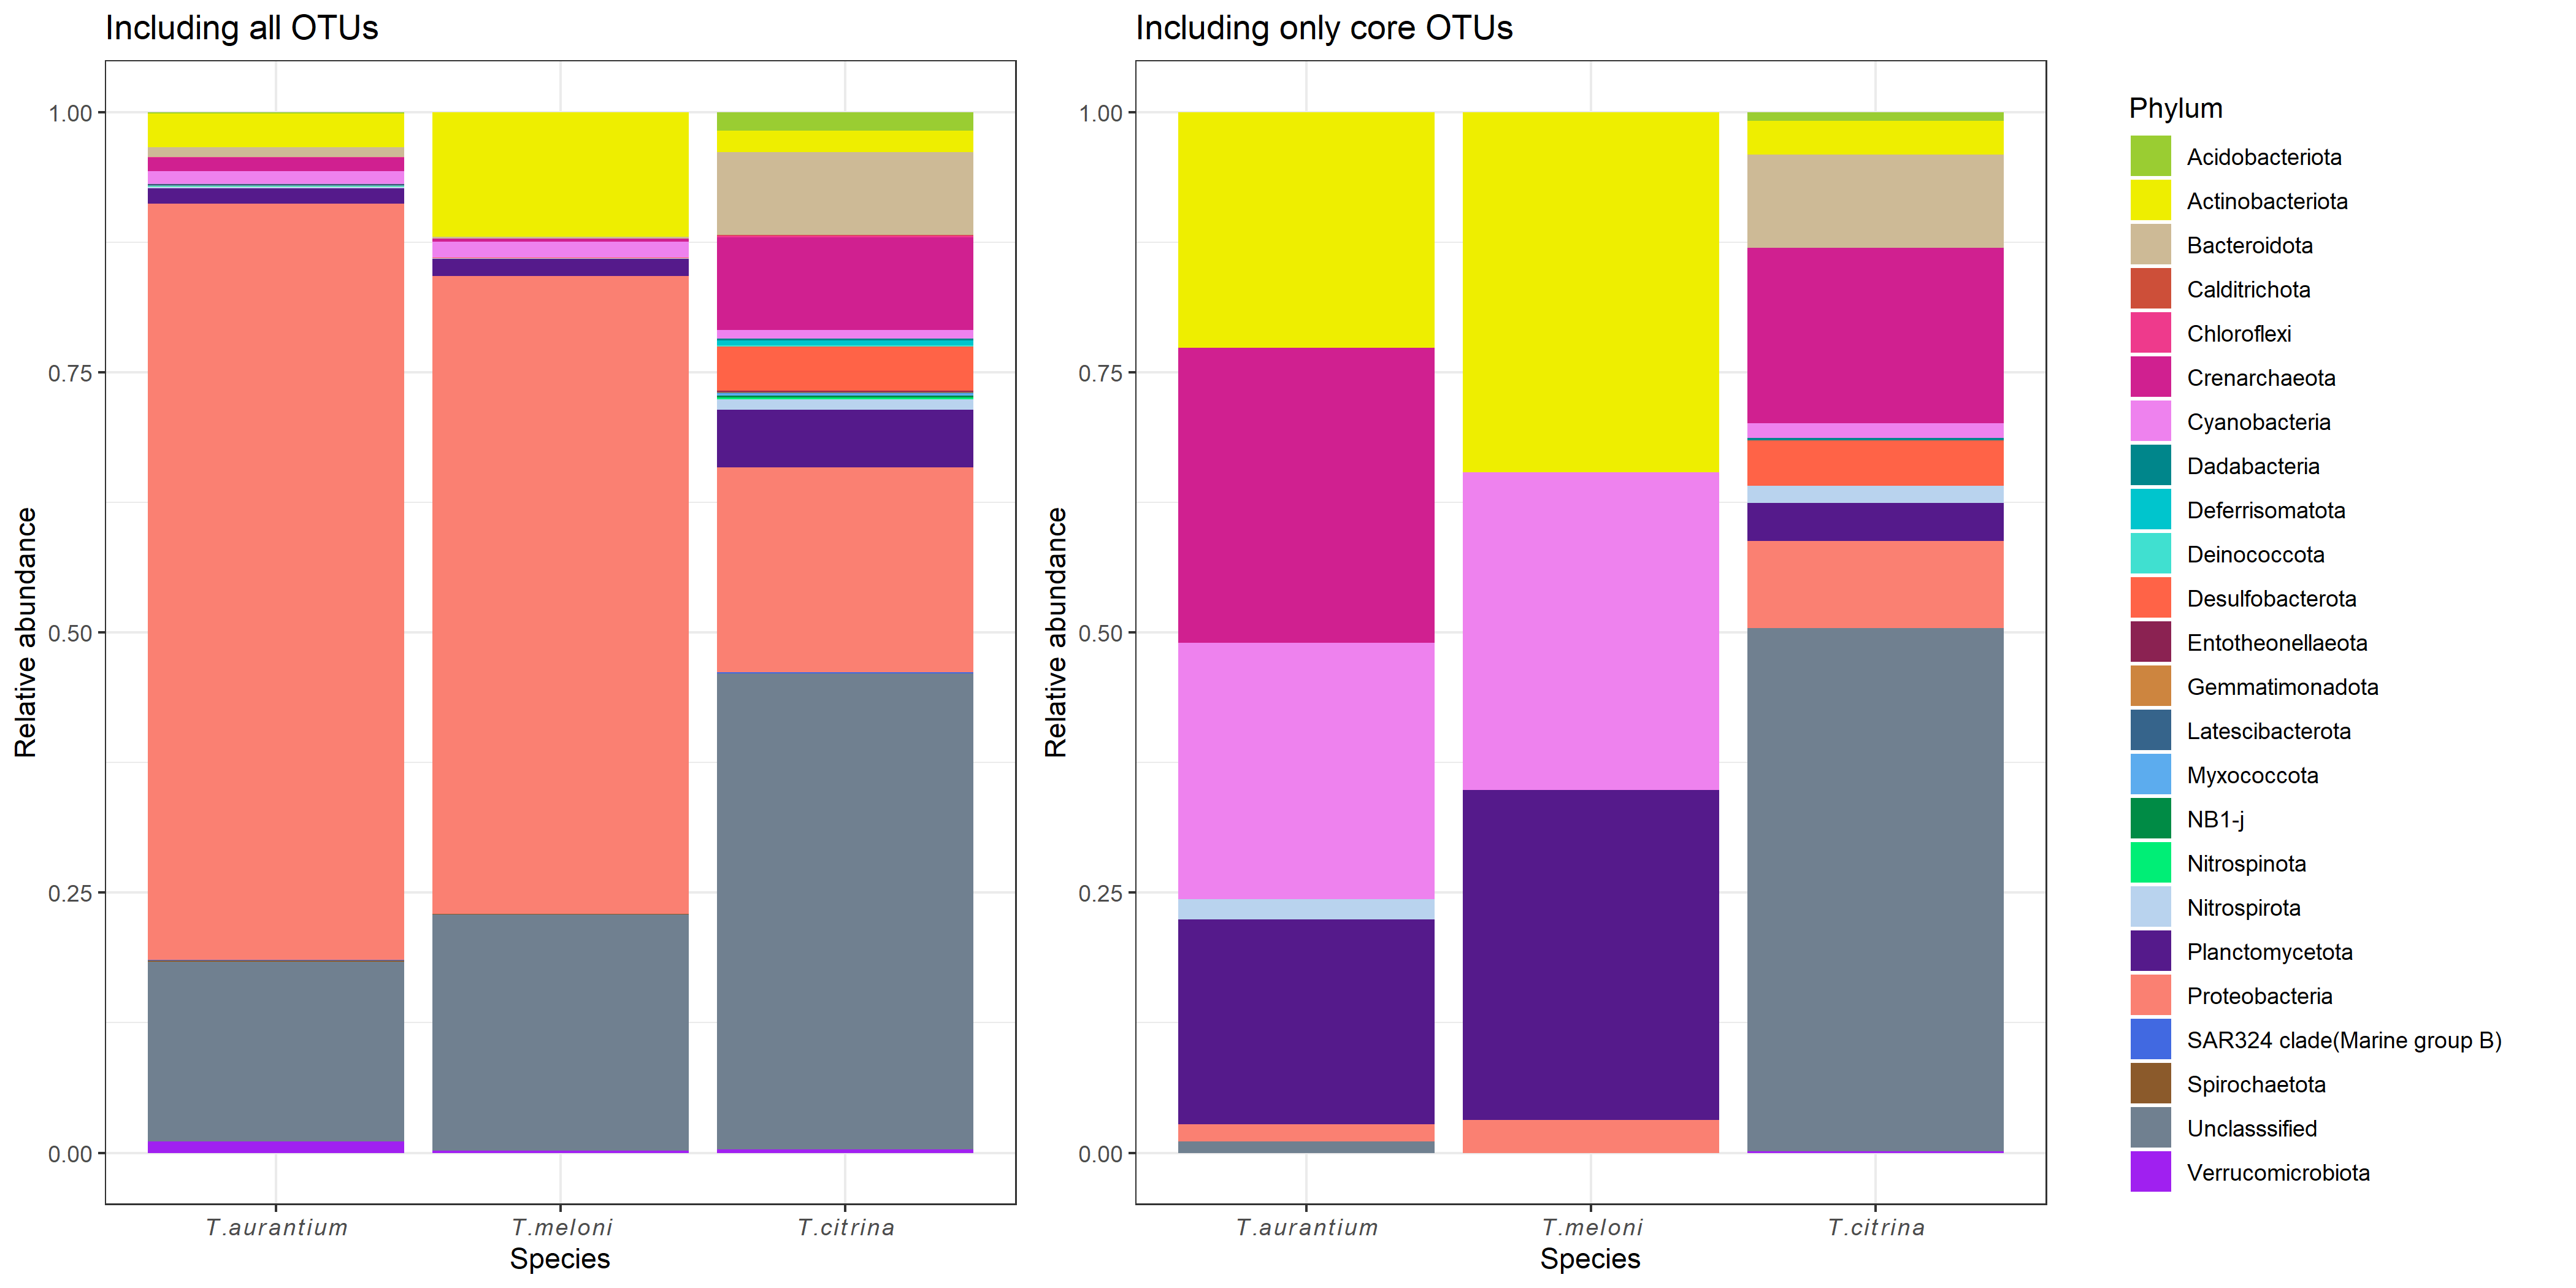 Including all OTUs
Relative abundance
1.00
0.75
0.50
0.25
0.00
T.aurantium
T.meloni
T.citrina
Species
Including only core OTUs
Relative abundance
1.00
0.75
0.50
0.25
0.00
T.aurantium
T.meloni
T.citrina
Species
Phylum
Acidobacteriota
Actinobacteriota
Bacteroidota
Calditrichota
Chloroflexi
Crenarchaeota
Cyanobacteria
Dadabacteria
Deferrisomatota
Deinococcota
Desulfobacterota
Entotheonellaeota
Gemmatimonadota
Latescibacterota
Myxococcota
NB1-j
Nitrospinota
Nitrospirota
Planctomycetota
Proteobacteria
SAR324 clade(Marine group B)
Spirochaetota
Unclasssified
Verrucomicrobiota